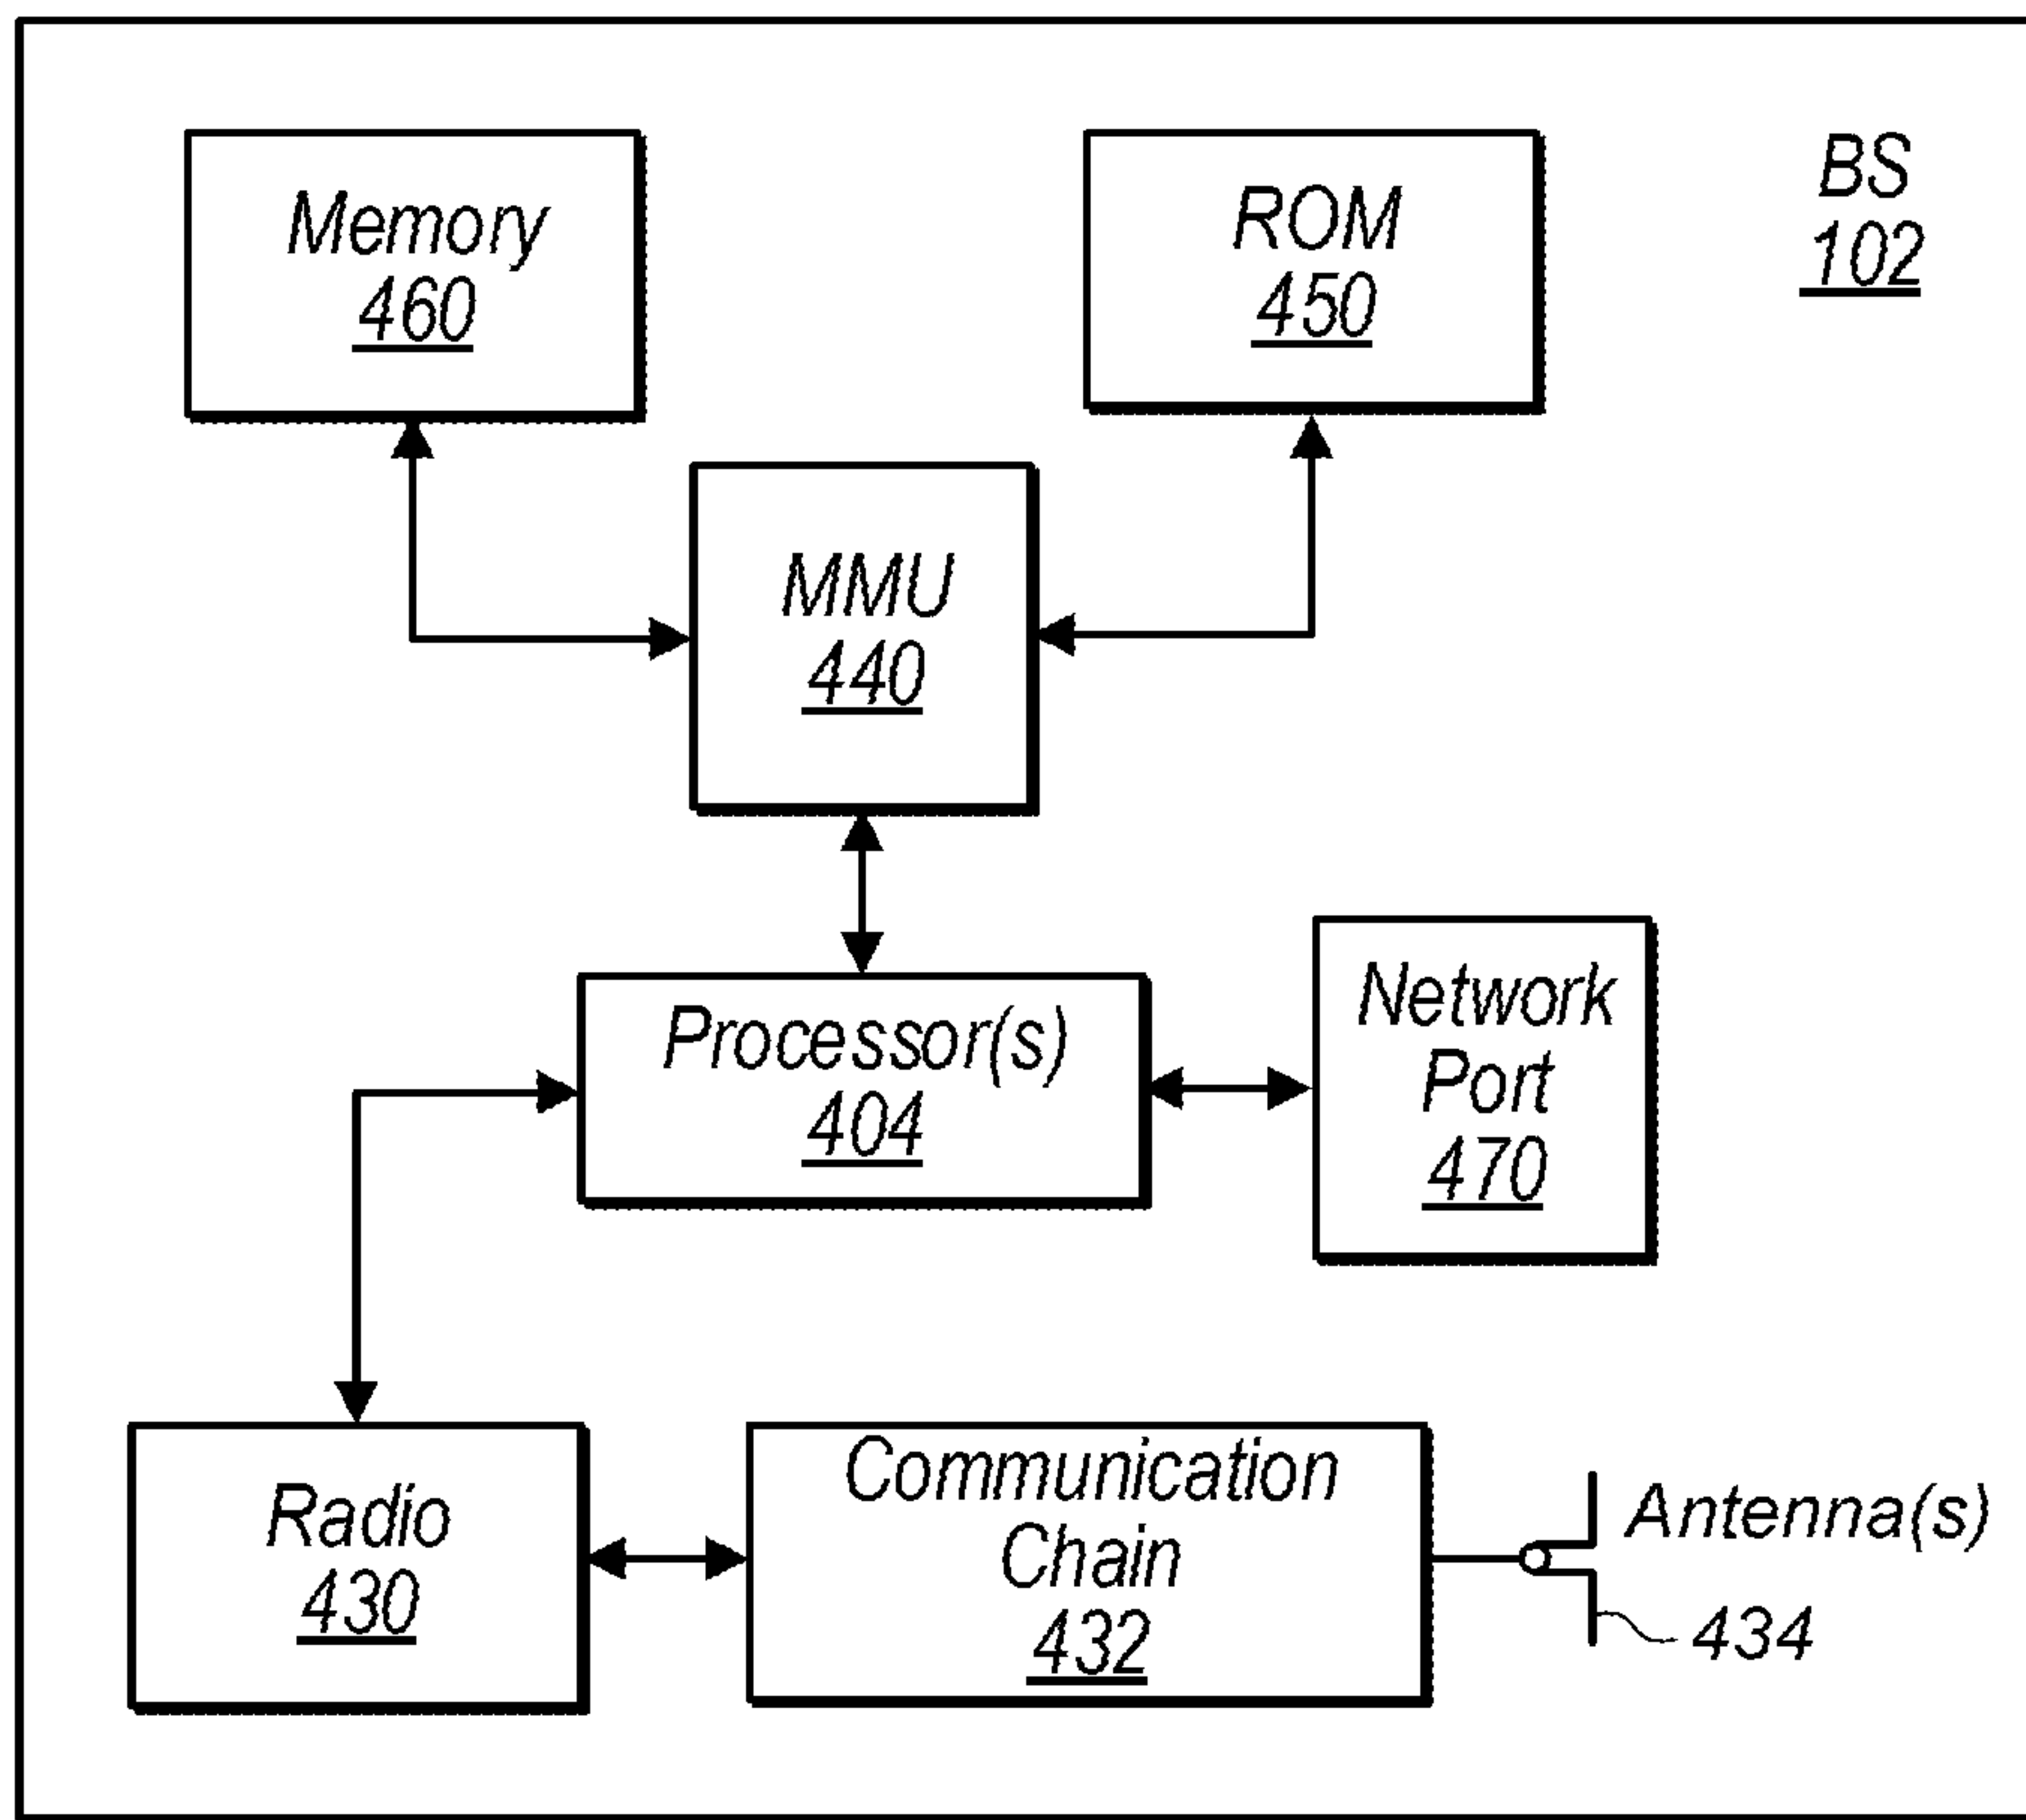 Memory
460
ROM
450
BS
102
MMU
440
Processor(s)
404
Network
Port
470
Radio
430
Communication
Chain
432
Antenna(s)
434